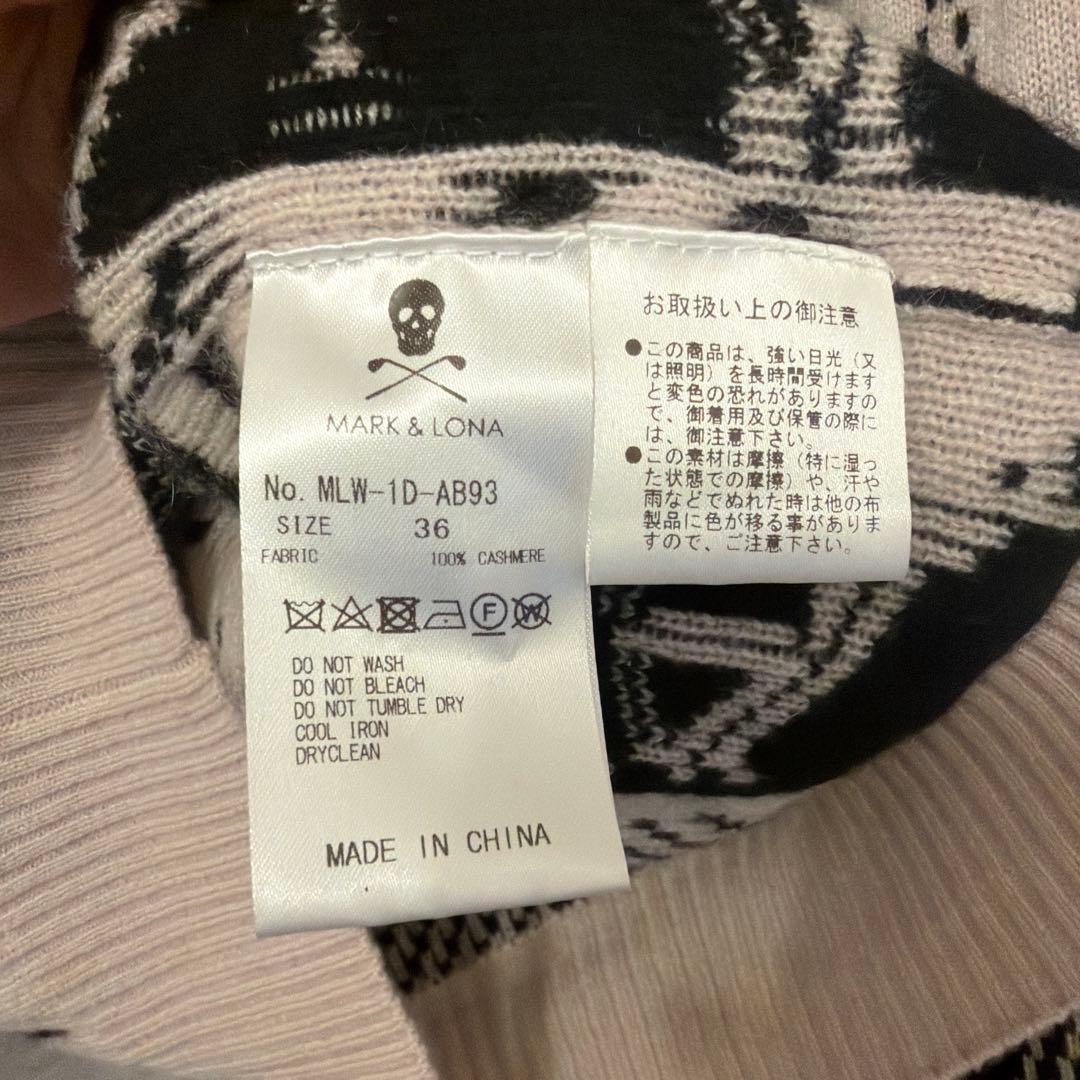 MARK & LONA
No. MLW-1D-AB93
SIZE 36
FABRIC 100% CASHMERE
F W
DO NOT WASH
DO NOT BLEACH
DO NOT TUMBLE DRY
COOL IRON
DRYCLEAN
MADE IN CHINA
お取扱い上の御注意
●この商品は、強い日光（又
は照明）を長時間受けます
と変色の恐れがありますの
で、御着用及び保管の際に
は、御注意下さい。
●この素材は摩擦（特に湿っ
た状態での摩擦）や、汗や
雨などでぬれた時は他の布
製品に色が移る事がありま
すので、ご注意下さい。